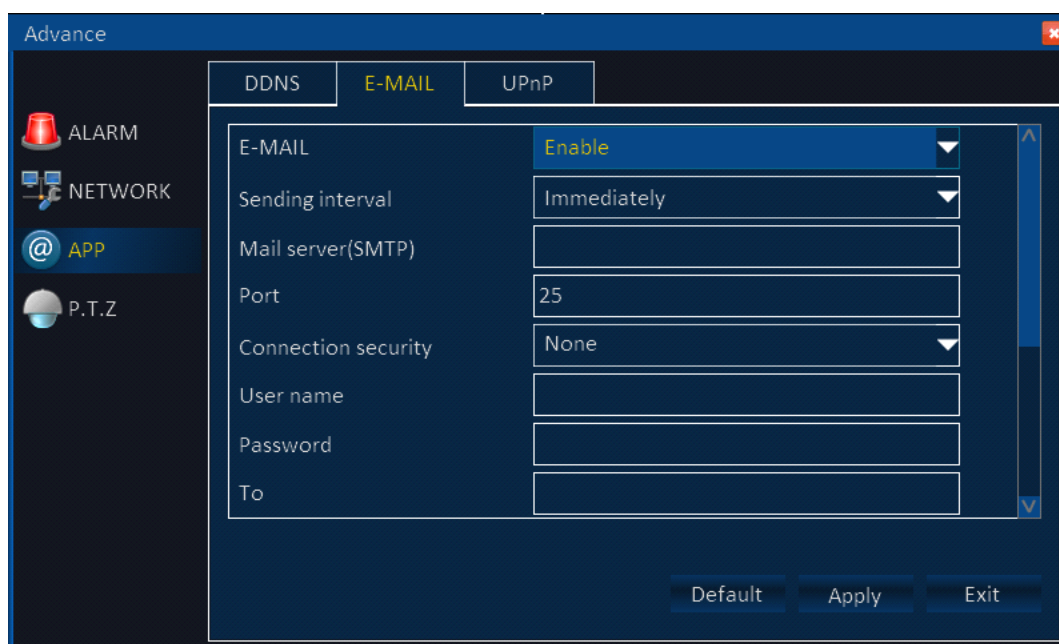 Advance
DDNS E-MAIL UPnP
ALARM
NETWORK
APP
P.T.Z
E-MAIL Enable
Sending interval Immediately
Mail server(SMTP)
Port 25
Connection security None
User name
Password
To
Default Apply Exit